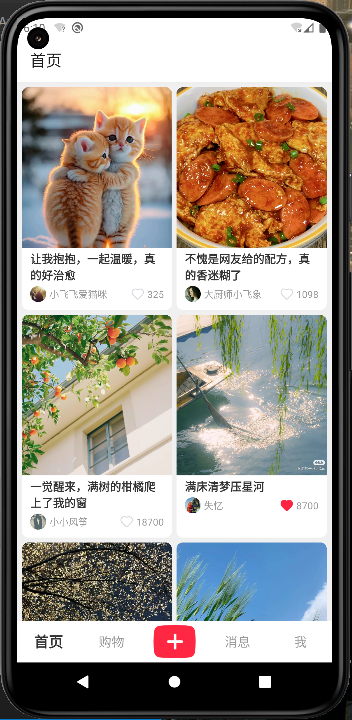 首页
让我抱抱，一起温暖，真
的好治愈
小飞飞爱猫咪 325
不愧是网友给的配方，真
的香迷糊了
大厨师小飞象 1098
一觉醒来，满树的柑橘爬
上了我的窗
小小风筝 18700
满床清梦压星河
失忆 8700
首页 购物 消息 我